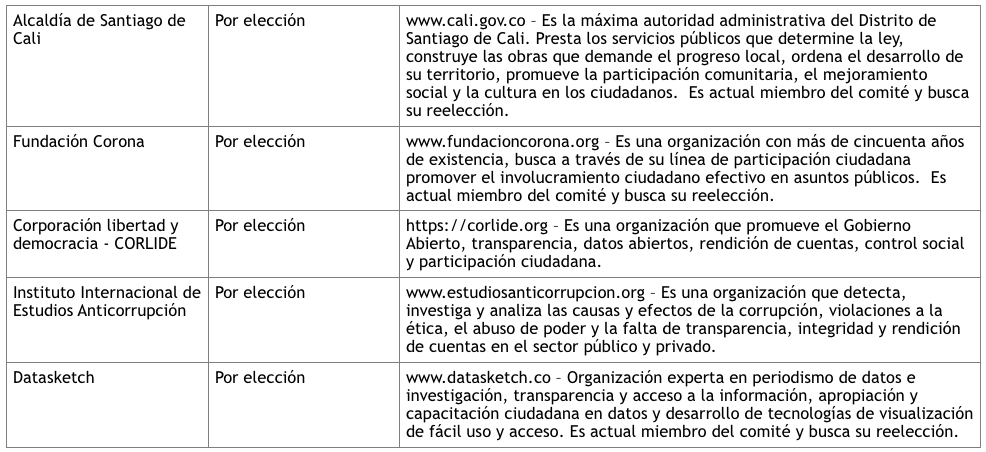 Alcaldía de Santiago de
Cali
Por elección
www.cali.gov.co – Es la máxima autoridad administrativa del Distrito de
Santiago de Cali. Presta los servicios públicos que determine la ley,
construye las obras que demande el progreso local, ordena el desarrollo de
su territorio, promueve la participación comunitaria, el mejoramiento
social y la cultura en los ciudadanos.  Es actual miembro del comité y busca
su reelección.
Fundación Corona
Por elección
www.fundacioncorona.org – Es una organización con más de cincuenta años
de existencia, busca a través de su línea de participación ciudadana
promover el involucramiento ciudadano efectivo en asuntos públicos.  Es
actual miembro del comité y busca su reelección.
Corporación libertad y
democracia - CORLIDE
Por elección
https://corlide.org – Es una organización que promueve el Gobierno
Abierto, transparencia, datos abiertos, rendición de cuentas, control social
y participación ciudadana.
Instituto Internacional de
Estudios Anticorrupción
Por elección
www.estudiosanticorrupcion.org – Es una organización que detecta,
investiga y analiza las causas y efectos de la corrupción, violaciones a la
ética, el abuso de poder y la falta de transparencia, integridad y rendición
de cuentas en el sector público y privado.
Datasketch
Por elección
www.datasketch.co – Organización experta en periodismo de datos e
investigación, transparencia y acceso a la información, apropiación y
capacitación ciudadana en datos y desarrollo de tecnologías de visualización
de fácil uso y acceso. Es actual miembro del comité y busca su reelección.